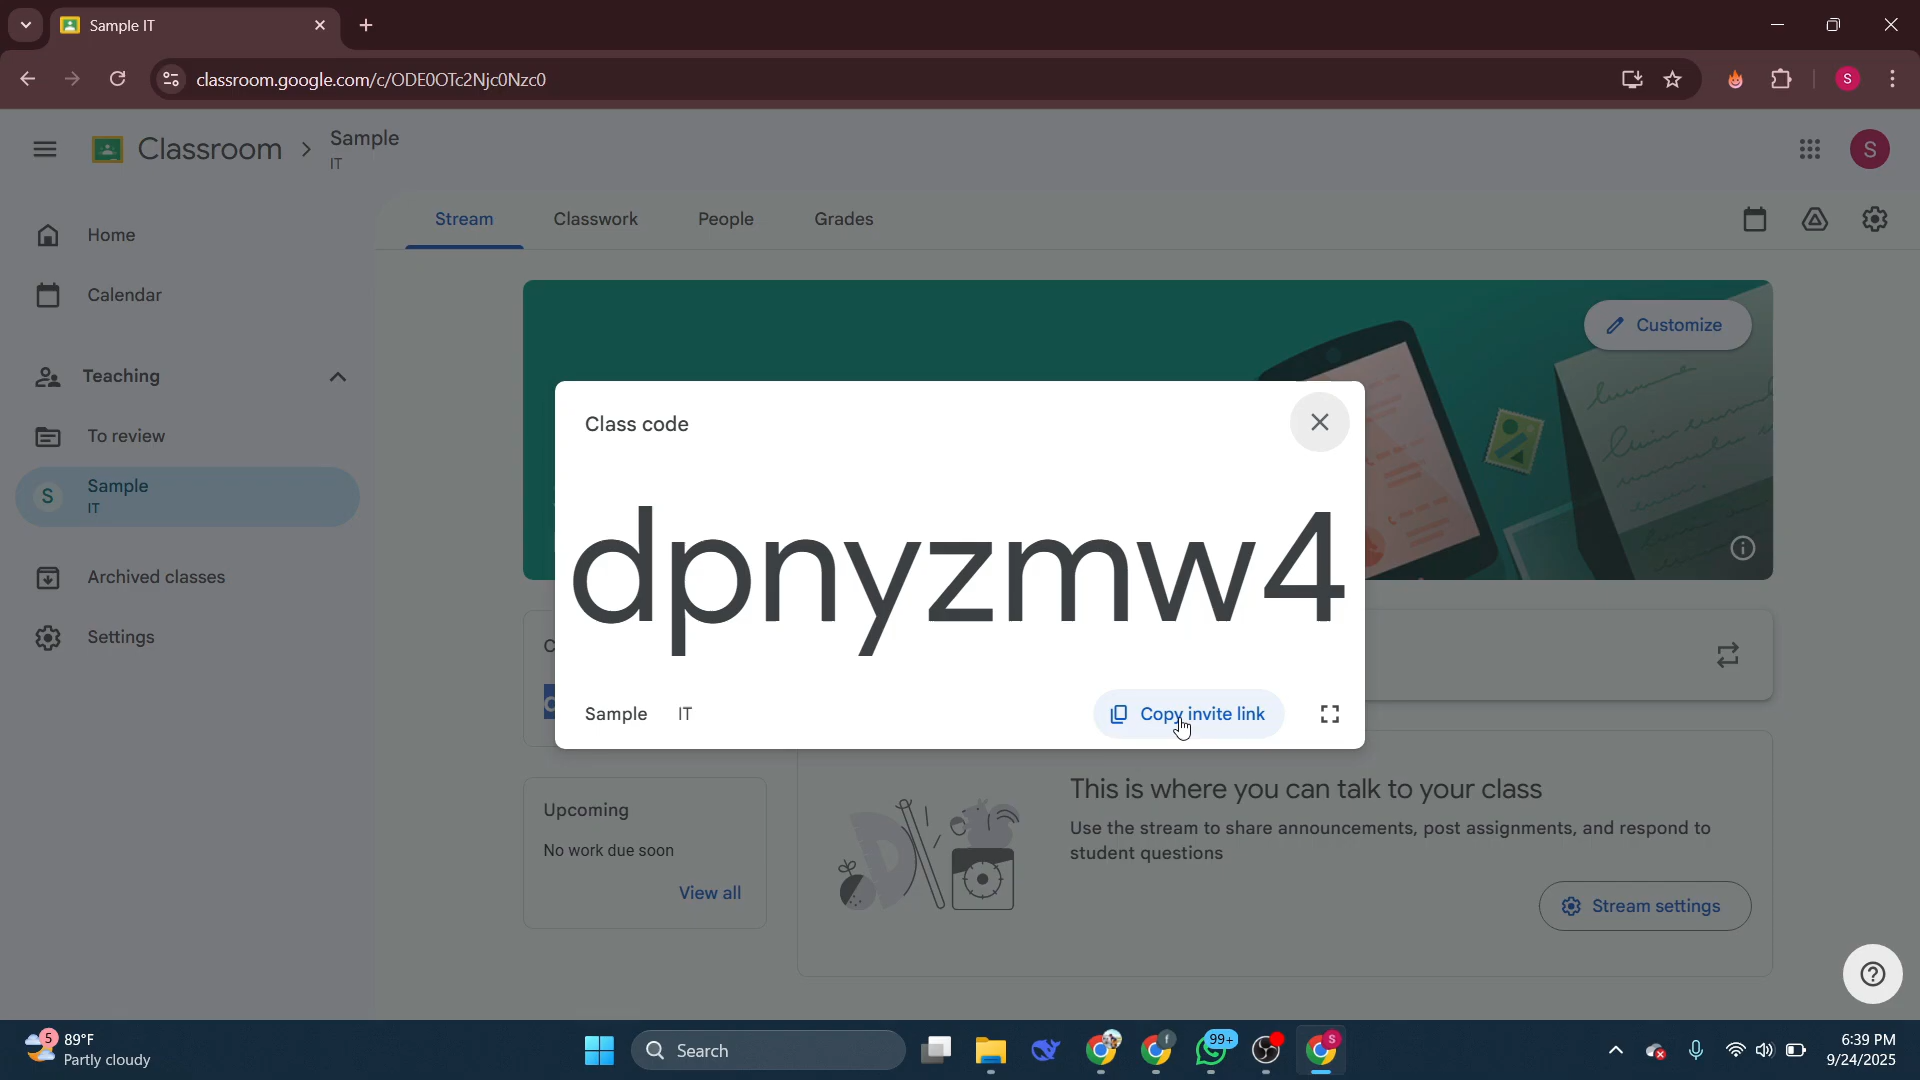 Sample IT
classroom.google.com/c/ODE0OTc2Njc0Nzc0
S
Classroom
Sample
IT
S
Home
Calendar
Teaching
To review
S
Sample
IT
Archived classes
Settings
Stream
Classwork
People
Grades
Customize
Class code
dpnyzmw4
Sample IT
Copy invite link
Upcoming
No work due soon
View all
This is where you can talk to your class
Use the stream to share announcements, post assignments, and respond to
student questions
Stream settings
5
89°F
Partly cloudy
Search
f
99+
S
6:39 PM
9/24/2025